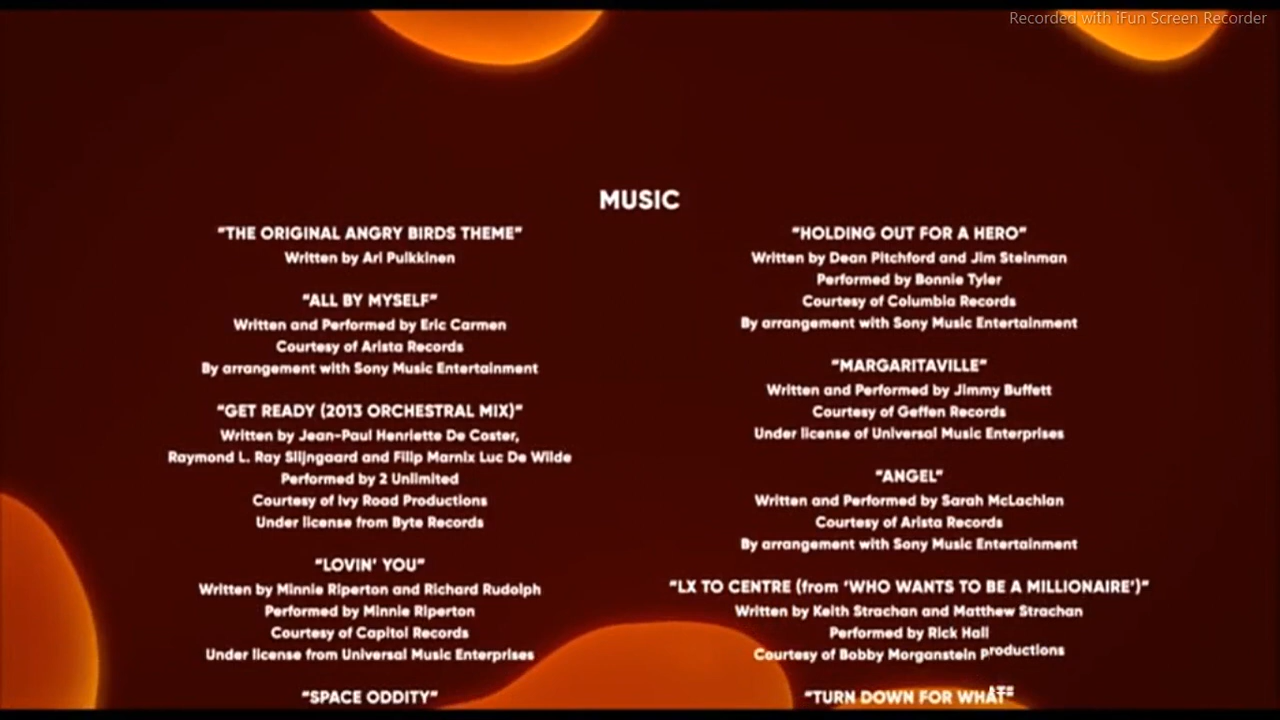 Recorded with iFun Screen Recorder
MUSIC
"THE ORIGINAL ANGRY BIRDS THEME"
Written by Ari Pulkkinen
"ALL BY MYSELF"
Written and Performed by Eric Carmen
Courtesy of Arista Records
By arrangement with Sony Music Entertainment
"GET READY (2013 ORCHESTRAL MIX)"
Written by Jean-Paul Henriette De Coster,
Raymond L. Ray Slijngaard and Filip Marnix Luc De Wilde
Performed by 2 Unlimited
Courtesy of Ivy Road Productions
Under license from Byte Records
"LOVIN' YOU"
Written by Minnie Riperton and Richard Rudolph
Performed by Minnie Riperton
Courtesy of Capitol Records
Under license from Universal Music Enterprises
"SPACE ODDITY"
"HOLDING OUT FOR A HERO"
Written by Dean Pitchford and Jim Steinman
Performed by Bonnie Tyler
Courtesy of Columbia Records
By arrangement with Sony Music Entertainment
"MARGARITAVILLE"
Written and Performed by Jimmy Buffett
Courtesy of Geffen Records
Under license of Universal Music Enterprises
"ANGEL"
Written and Performed by Sarah McLachlan
Courtesy of Arista Records
By arrangement with Sony Music Entertainment
"LX TO CENTRE (from 'WHO WANTS TO BE A MILLIONAIRE')"
Written by Keith Strachan and Matthew Strachan
Performed by Rick Hall
Courtesy of Bobby Morganstein Productions
"TURN DOWN FOR WHAT"